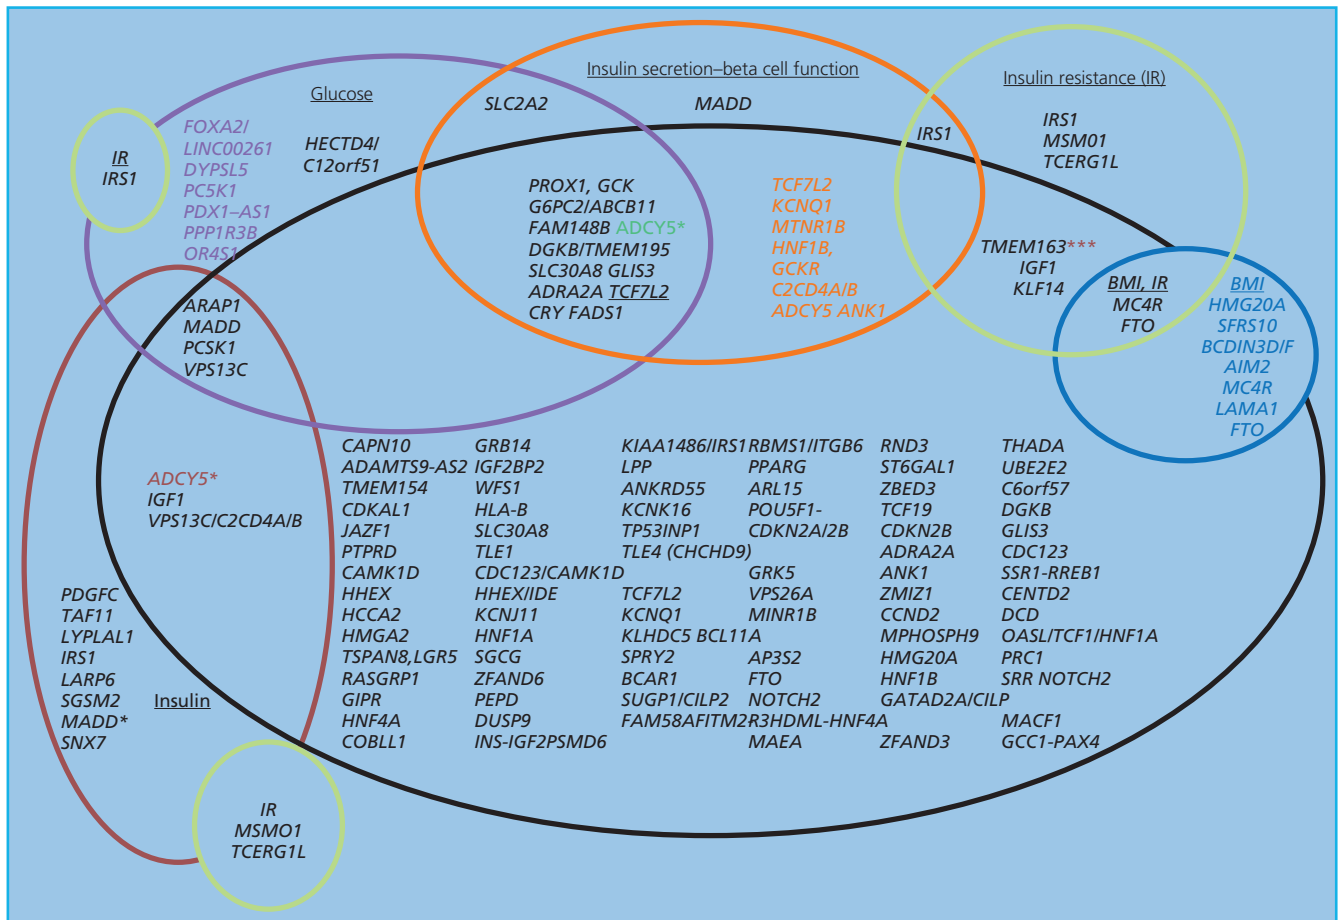 Insulin secretion–beta cell function
Insulin resistance (IR)
Glucose
SLC2A2
MADD
IRS1
IRS1
MSM01
TCERG1L
IR
IRS1
FOXA2/
LINC00261
DYPSL5
PC5K1
PDX1–AS1
PPP1R3B
OR4S1
HECTD4/
C12orf51
PROX1, GCK
G6PC2/ABCB11
FAM148B ADCY5*
DGKB/TMEM195
SLC30A8 GLIS3
ADRA2A TCF7L2
CRY FADS1
TCF7L2
KCNQ1
MTNR1B
HNF1B,
GCKR
C2CD4A/B
ADCY5 ANK1
TMEM163***
IGF1
KLF14
BMI, IR
MC4R
FTO
BMI
HMG20A
SFRS10
BCDIN3D/F
AIM2
MC4R
LAMA1
FTO
ARAP1
MADD
PCSK1
VPS13C
ADCY5*
IGF1
VPS13C/C2CD4A/B
CAPN10 GRB14 KIAA1486/IRS1 RBMS1/ITGB6 RND3 THADA
ADAMTS9-AS2 IGF2BP2 LPP PPARG ST6GAL1 UBE2E2
TMEM154 WFS1 ANKRD55 ARL15 ZBED3 C6orf57
CDKAL1 HLA-B KCNK16 POU5F1- TCF19 DGKB
JAZF1 SLC30A8 TP53INP1 CDKN2A/2B CDKN2B GLIS3
PTPRD TLE1 TLE4 (CHCHD9) ADRA2A CDC123
CAMK1D CDC123/CAMK1D GRK5 ANK1 SSR1-RREB1
HHEX HHEX/IDE TCF7L2 VPS26A ZMIZ1 CENTD2
HCCA2 KCNJ11 KCNQ1 MINR1B CCND2 DCD
HMGA2 HNF1A KLHDC5 BCL11A MPHOSPH9 OASL/TCF1/HNF1A
TSPAN8,LGR5 SGCG SPRY2 AP3S2 HMG20A PRC1
RASGRP1 ZFAND6 BCAR1 FTO HNF1B SRR NOTCH2
GIPR PEPD SUGP1/CILP2 NOTCH2 GATAD2A/CILP
HNF4A DUSP9 FAM58AFITM2R3HDML-HNF4A MACF1
COBLL1 INS-IGF2PSMD6 MAEA ZFAND3 GCC1-PAX4
PDGFC
TAF11
LYPLAL1
IRS1
LARP6
SGSM2
MADD*
SNX7
Insulin
IR
MSMO1
TCERG1L